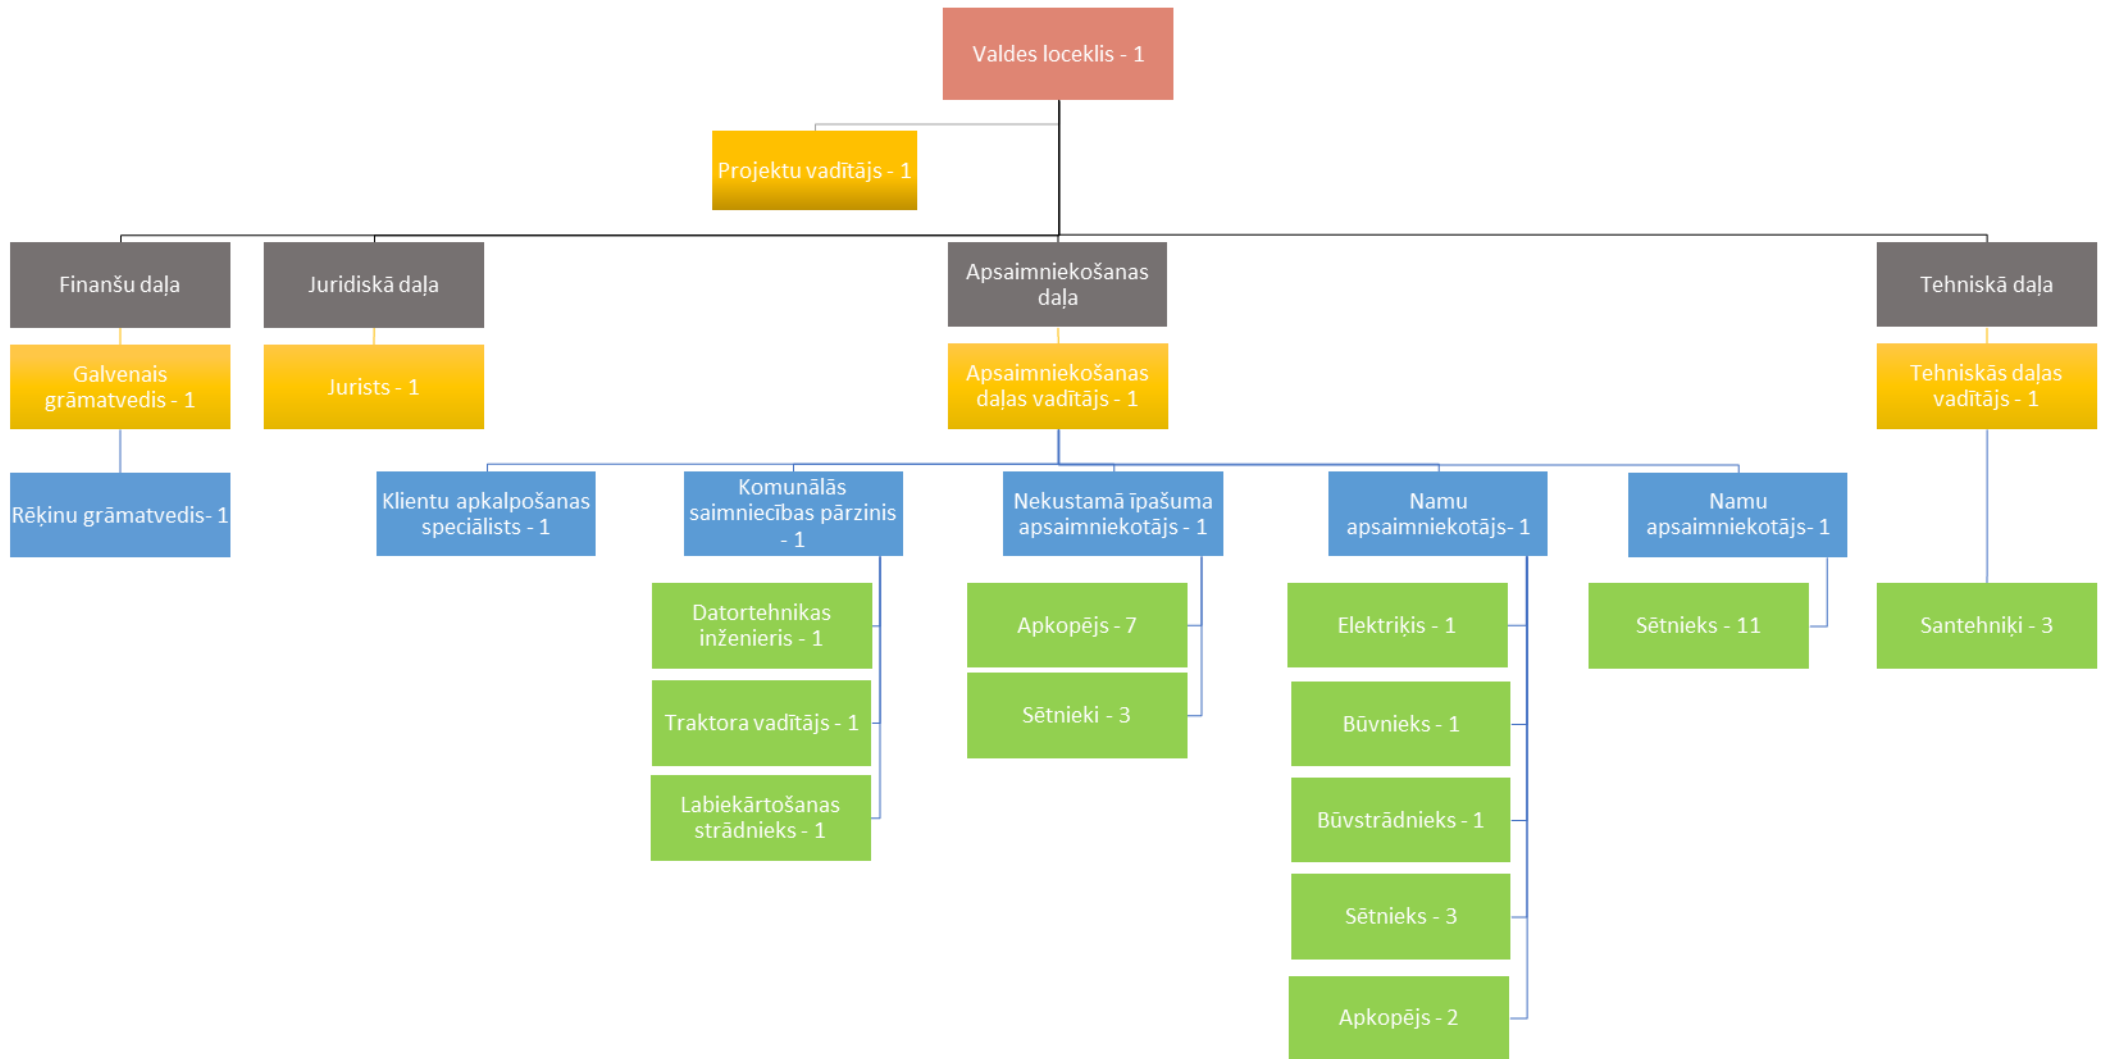 Valdes loceklis - 1
Projektu vadītājs - 1
Finanšu daļa
Juridiskā daļa
Apsaimniekošanas
daļa
Tehniskā daļa
Galvenais
grāmatvedis - 1
Jurists - 1
Apsaimniekošanas
daļas vadītājs - 1
Tehniskās daļas
vadītājs - 1
Rēķinu grāmatvedis- 1
Klientu apkalpošanas
speciālists - 1
Komunālās
saimniecības pārzinis
- 1
Nekustamā īpašuma
apsaimniekotājs - 1
Namu
apsaimniekotājs- 1
Namu
apsaimniekotājs- 1
Datortehnikas
inženieris - 1
Apkopējs - 7
Elektriķis - 1
Sētnieks - 11
Santehniķi - 3
Traktora vadītājs - 1
Sētnieki - 3
Būvnieks - 1
Labiekārtošanas
strādnieks - 1
Būvstrādnieks - 1
Sētnieks - 3
Apkopējs - 2